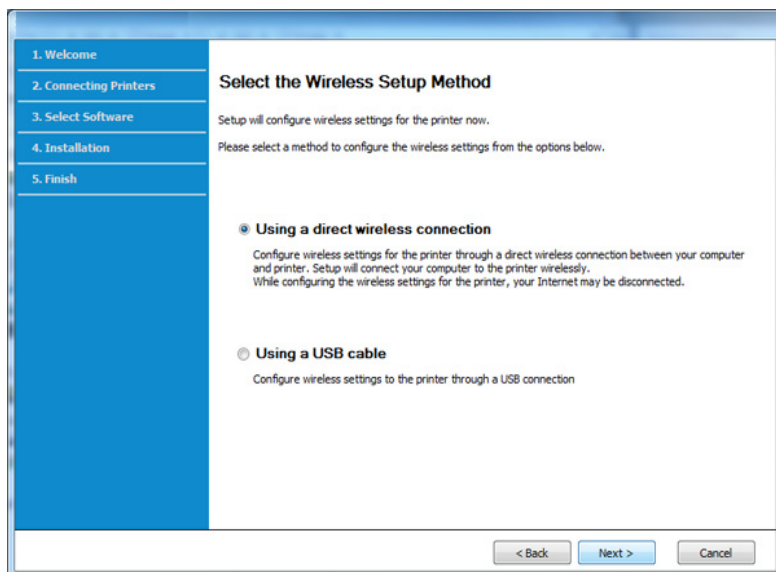 1. Welcome
2. Connecting Printers
3. Select Software
4. Installation
5. Finish
Select the Wireless Setup Method
Setup will configure wireless settings for the printer now.
Please select a method to configure the wireless settings from the options below.
Using a direct wireless connection
Configure wireless settings for the printer through a direct wireless connection between your computer
and printer. Setup will connect your computer to the printer wirelessly.
While configuring the wireless settings for the printer, your Internet may be disconnected.
Using a USB cable
Configure wireless settings to the printer through a USB connection
< Back
Next >
Cancel